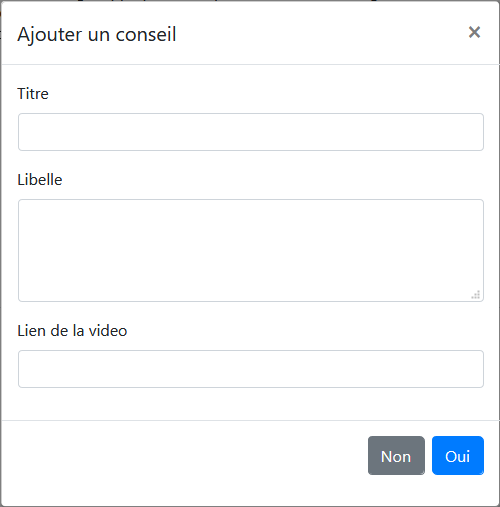 Ajouter un conseil ×
Titre
Libelle
Lien de la video
Non Oui